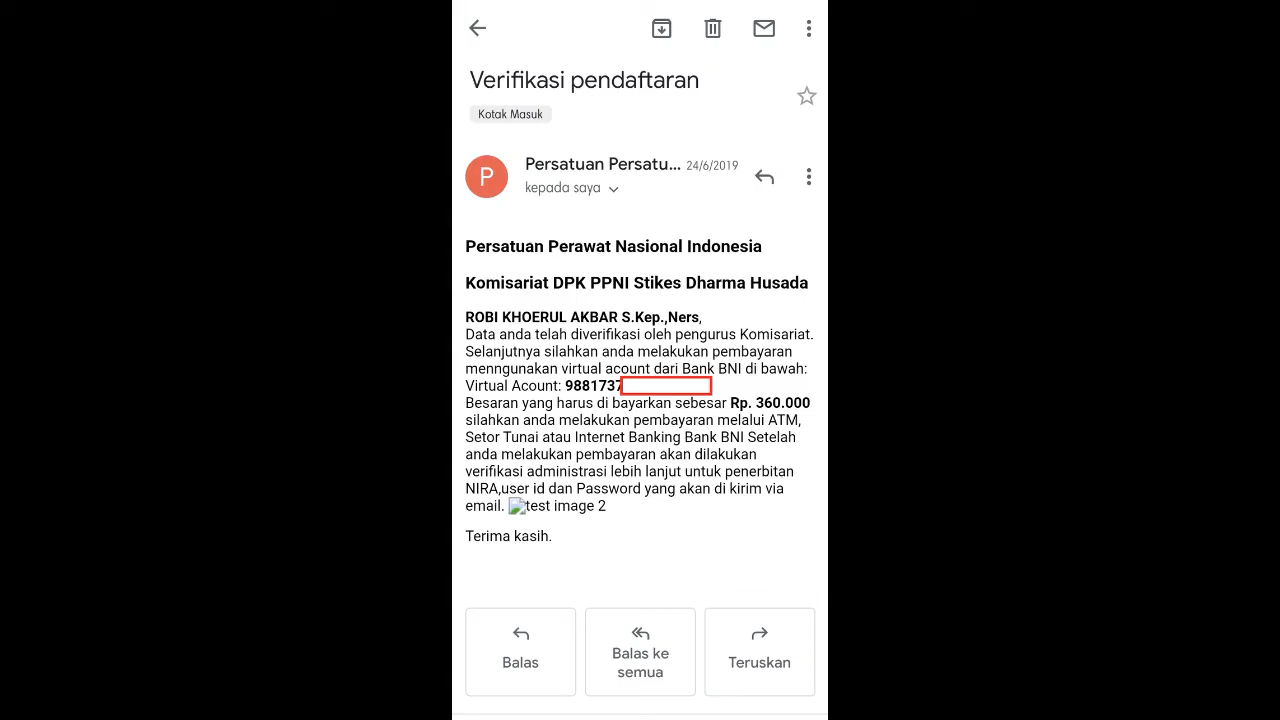 Verifikasi pendaftaran
Kotak Masuk
P
Persatuan Persatu... 24/6/2019
kepada saya
Persatuan Perawat Nasional Indonesia
Komisariat DPK PPNI Stikes Dharma Husada
ROBI KHOERUL AKBAR S.Kep.,Ners,
Data anda telah diverifikasi oleh pengurus Komisariat.
Selanjutnya silahkan anda melakukan pembayaran
menngunakan virtual acount dari Bank BNI di bawah:
Virtual Acount: 9881737
Besaran yang harus di bayarkan sebesar Rp. 360.000
silahkan anda melakukan pembayaran melalui ATM,
Setor Tunai atau Internet Banking Bank BNI Setelah
anda melakukan pembayaran akan dilakukan
verifikasi administrasi lebih lanjut untuk penerbitan
NIRA,user id dan Password yang akan di kirim via
email. test image 2
Terima kasih.
Balas
Balas ke
semua
Teruskan